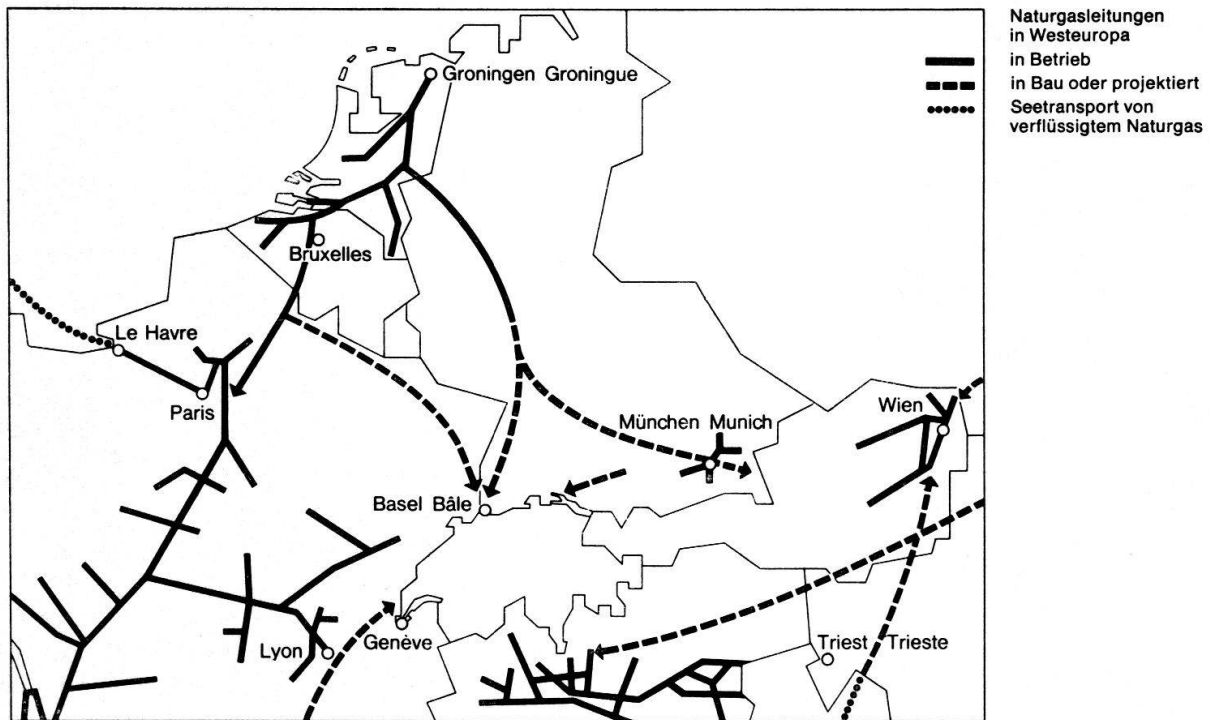 Naturgasleitungen
in Westeuropa
in Betrieb
in Bau oder projektiert
Seetransport von
verflüssigtem Naturgas
Groningen Groningue
Bruxelles
Le Havre
Paris
München Munich
Wien
Basel Bâle
Genève
Lyon
Triest Trieste